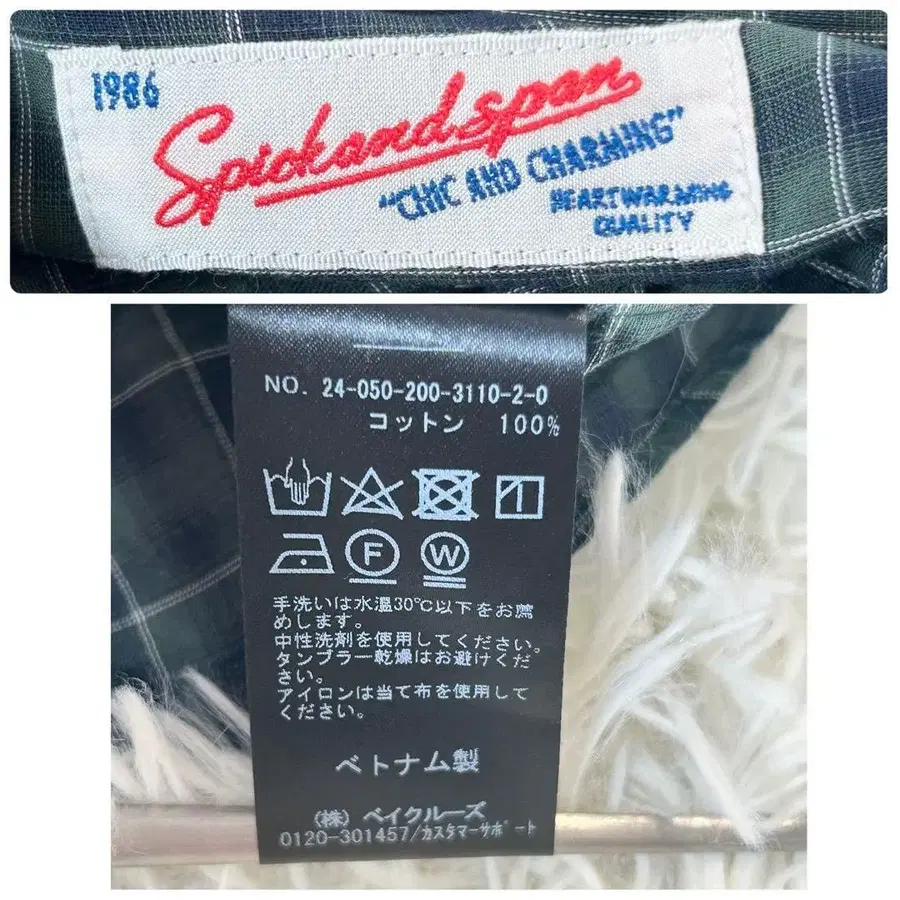 1986
Spickandspan
"CHIC AND CHARMING"
HEARTWARMING
QUALITY
NO. 24-050-200-3110-2-0
コットン 100%
F
W
手洗いは水温30℃以下をお薦
めします。
中性洗剤を使用してください。
タンブラー乾燥はお避けくだ
さい。
アイロンは当て布を使用して
ください。
ベトナム製
(株) ベイクルーズ
0120-301457/カスタマーサポート